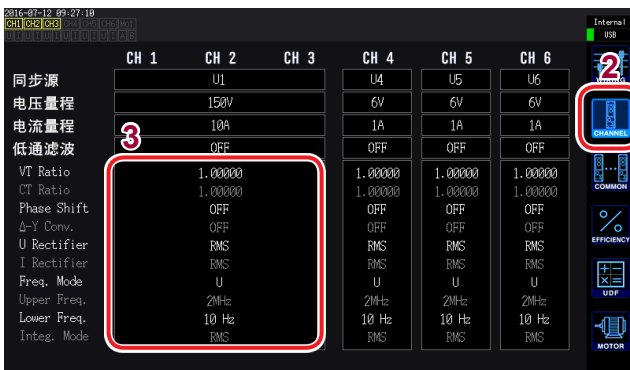 2016-07-12 09:27:10
CH1 CH2 CH3 CH4 CH5 CH6 Mot
U I U I U I U I U I U I A B
Internal
USB
CH 1 CH 2 CH 3 CH 4 CH 5 CH 6
2
同步源 U1 U4 U5 U6
电压量程 150V 6V 6V 6V
电流量程 10A 1A 1A 1A
CHANNEL
3
低通滤波 OFF OFF OFF OFF
VT Ratio 1.00000 1.00000 1.00000 1.00000
CT Ratio 1.00000 1.00000 1.00000 1.00000
COMMON
Phase Shift OFF OFF OFF OFF
Δ-Y Conv. OFF OFF OFF OFF
EFFICIENCY
U Rectifier RMS RMS RMS RMS
I Rectifier RMS RMS RMS RMS
Freq. Mode U U U U
UDF
Upper Freq. 2MHz 2MHz 2MHz 2MHz
Lower Freq. 10 Hz 10 Hz 10 Hz 10 Hz
Integ. Mode RMS RMS RMS RMS
MOTOR